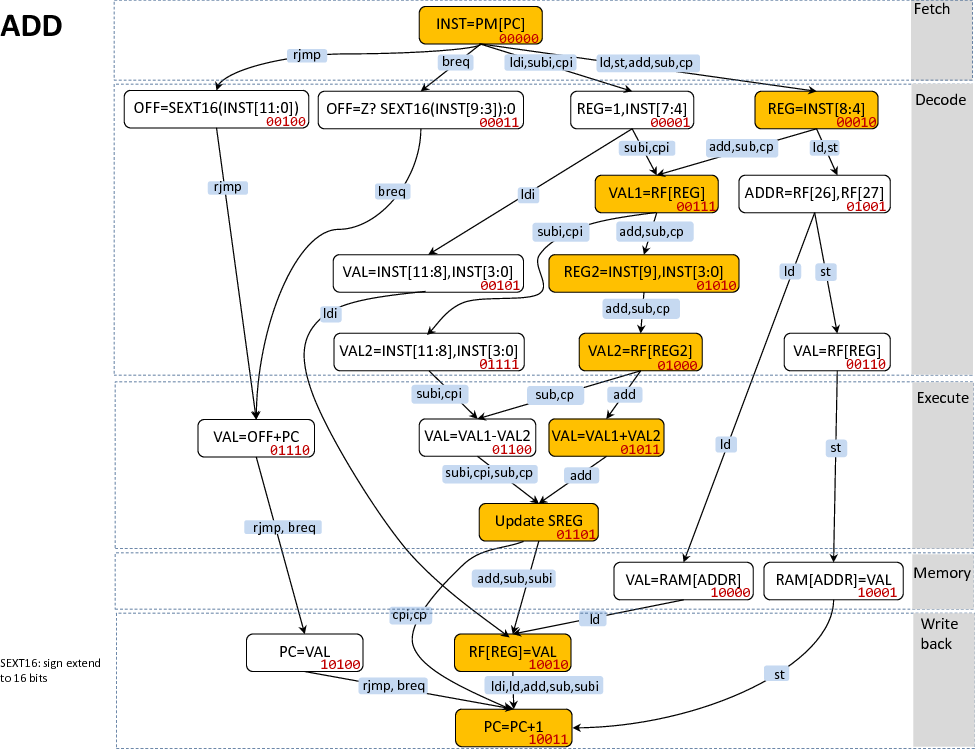 ADD
Fetch
INST=PM[PC]
00000
rjmp
breq
ldi,subi,cpi
ld,st,add,sub,cp
Decode
OFF=SEXT16(INST[11:0])
00100
OFF=Z? SEXT16(INST[9:3]):0
00011
REG=1,INST[7:4]
00001
REG=INST[8:4]
00010
subi,cpi
add,sub,cp
ld,st
rjmp
breq
ldi
VAL1=RF[REG]
00111
ADDR=RF[26],RF[27]
01001
subi,cpi
add,sub,cp
VAL=INST[11:8],INST[3:0]
00101
REG2=INST[9],INST[3:0]
01010
ld
st
ldi
add,sub,cp
VAL2=INST[11:8],INST[3:0]
01111
VAL2=RF[REG2]
01000
VAL=RF[REG]
00110
Execute
subi,cpi
sub,cp
add
VAL=OFF+PC
01110
VAL=VAL1-VAL2
01100
VAL=VAL1+VAL2
01011
ld
st
subi,cpi,sub,cp
add
Update SREG
01101
rjmp, breq
Memory
add,sub,subi
VAL=RAM[ADDR]
10000
RAM[ADDR]=VAL
10001
cpi,cp
ld
Write
back
PC=VAL
10100
RF[REG]=VAL
10010
SEXT16: sign extend
to 16 bits
rjmp, breq
ldi,ld,add,sub,subi
st
PC=PC+1
10011